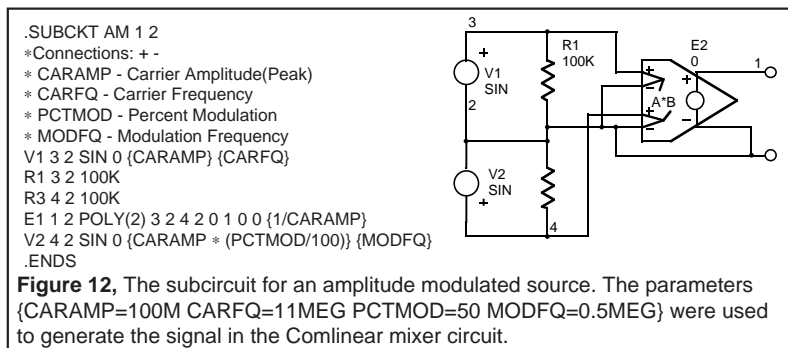 .SUBCKT AM 1 2
*Connections: + -
* CARAMP - Carrier Amplitude(Peak)
* CARFQ - Carrier Frequency
* PCTMOD - Percent Modulation
* MODFQ - Modulation Frequency
V1 3 2 SIN 0 {CARAMP} {CARFQ}
R1 3 2 100K
R3 4 2 100K
E1 1 2 POLY(2) 3 2 4 2 0 1 0 0 {1/CARAMP}
V2 4 2 SIN 0 {CARAMP * (PCTMOD/100)} {MODFQ}
.ENDS
3
+
V1
SIN
2
R1
100K
V2
SIN
+
4
E2
0
1
+
-
+
-
A*B
+
-
Figure 12, The subcircuit for an amplitude modulated source. The parameters
{CARAMP=100M CARFQ=11MEG PCTMOD=50 MODFQ=0.5MEG} were used
to generate the signal in the Comlinear mixer circuit.